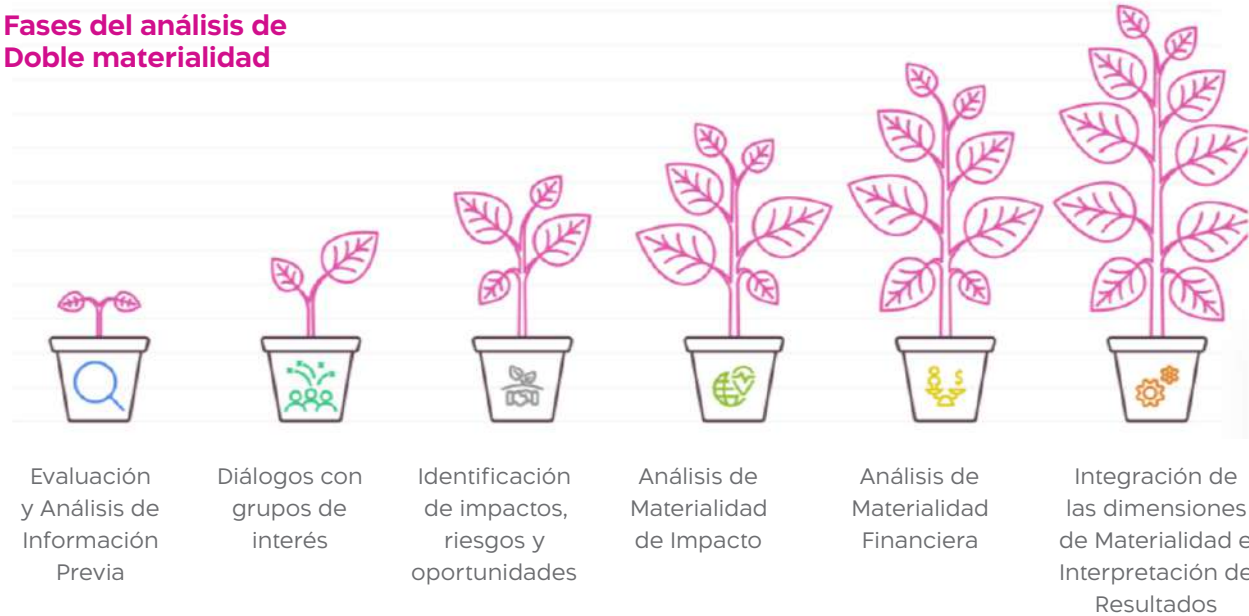 Fases del análisis de
Doble materialidad
Evaluación
y Análisis de
Información
Previa
Diálogos con
grupos de
interés
Identificación
de impactos,
riesgos y
oportunidades
Análisis de
Materialidad
de Impacto
Análisis de
Materialidad
Financiera
Integración de
las dimensiones
de Materialidad e
Interpretación de
Resultados